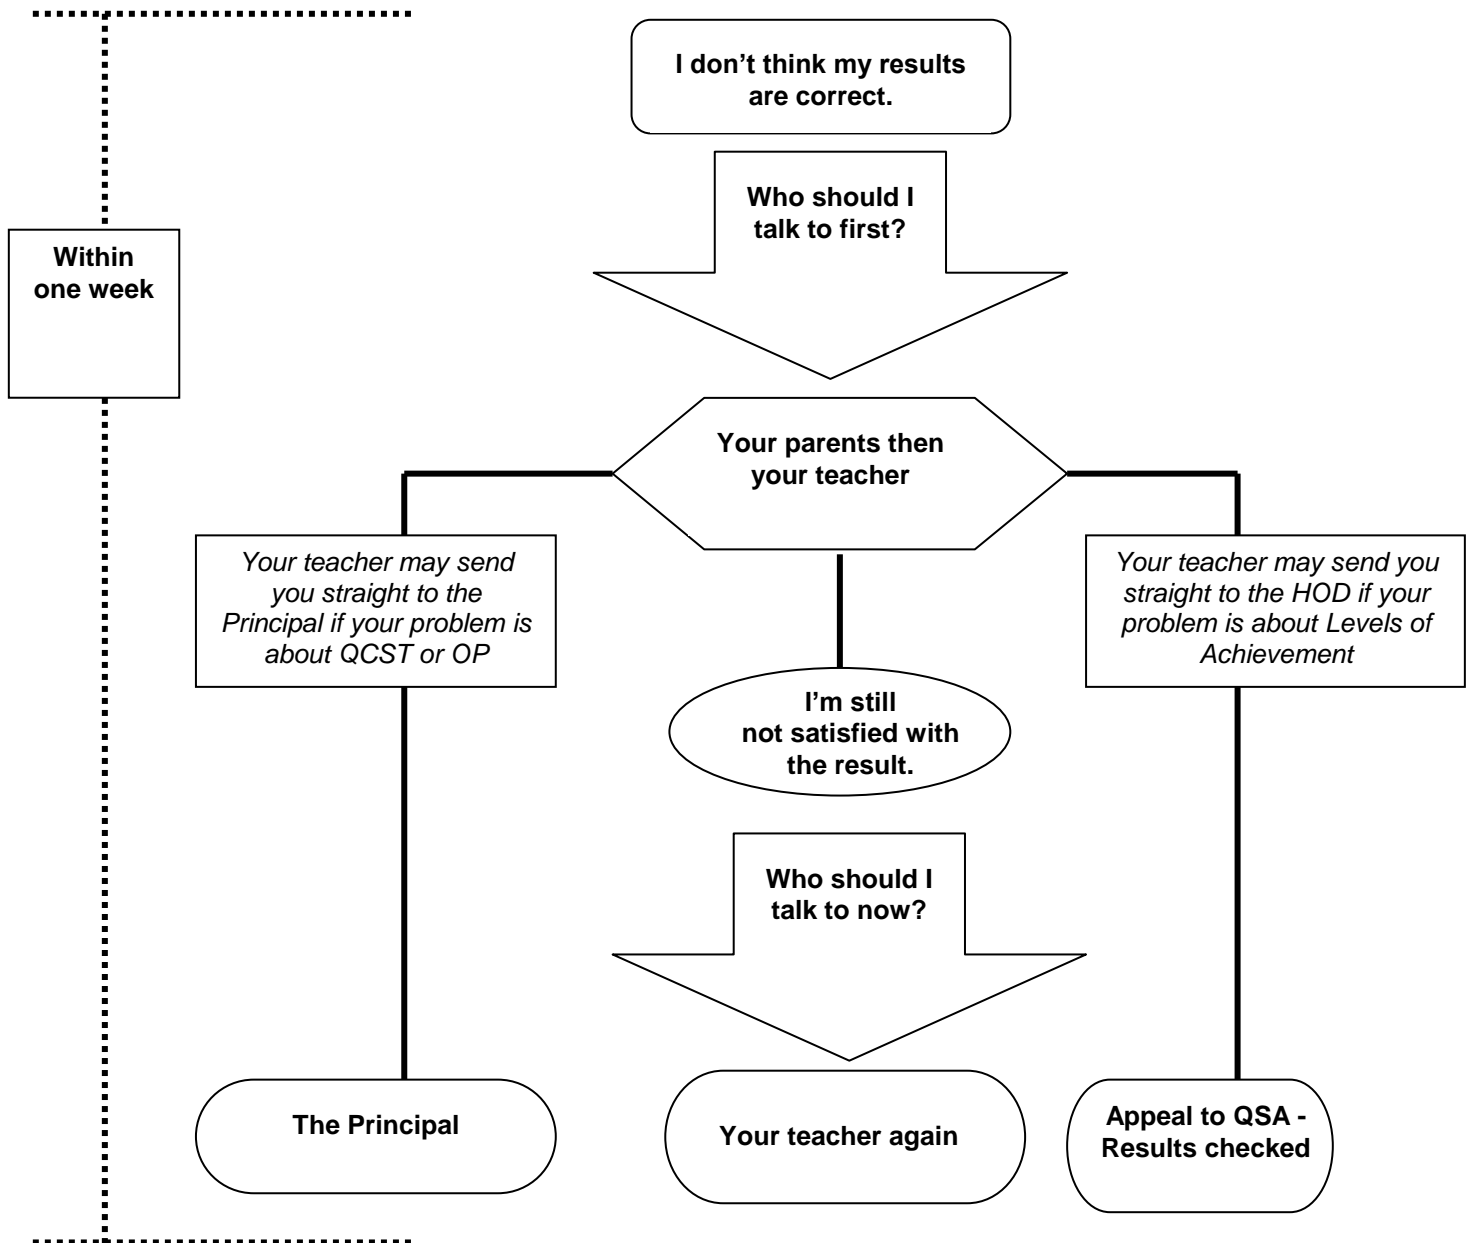 I don’t think my results
are correct.
Who should I
talk to first?
Within
one week
Your parents then
your teacher
Your teacher may send
you straight to the
Principal if your problem is
about QCST or OP
Your teacher may send you
straight to the HOD if your
problem is about Levels of
Achievement
I’m still
not satisfied with
the result.
Who should I
talk to now?
The Principal
Your teacher again
Appeal to QSA -
Results checked